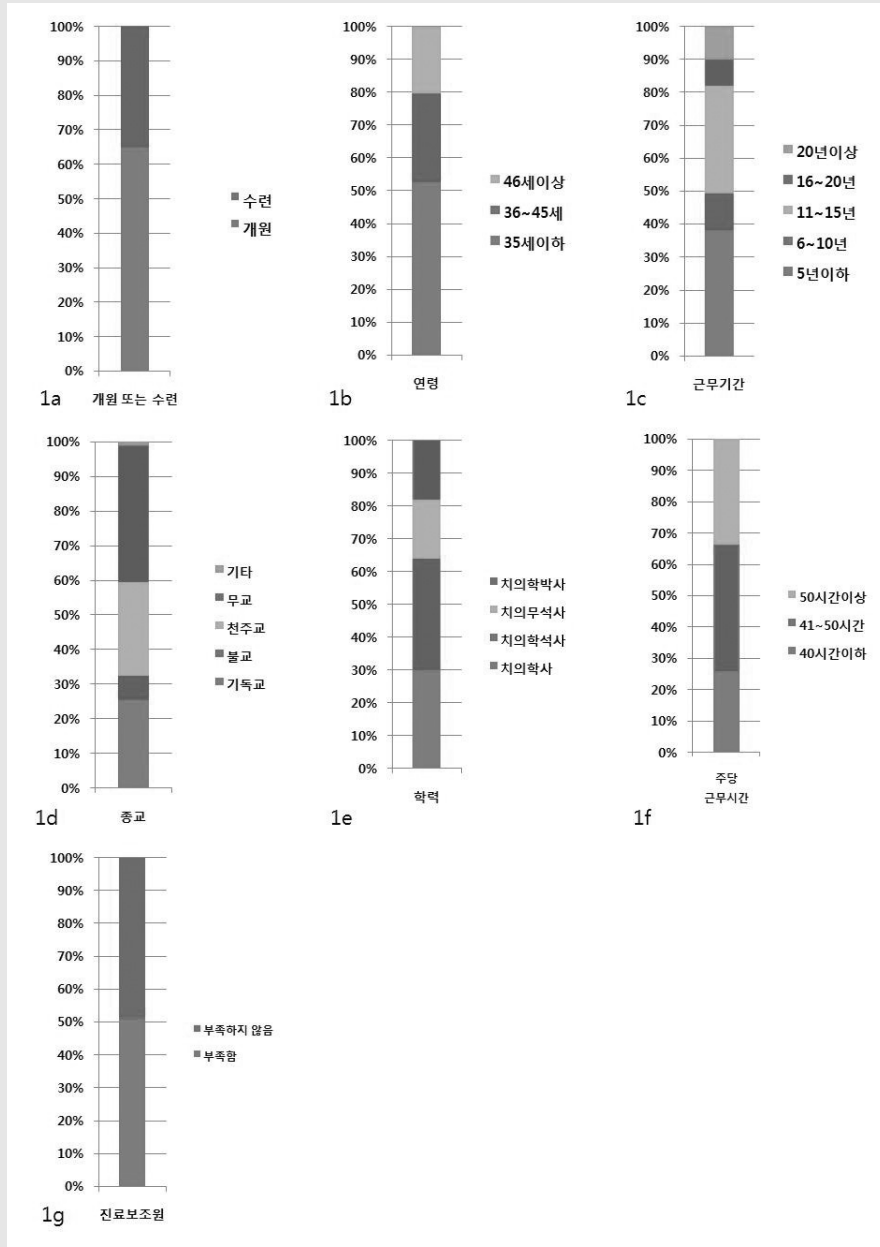 100%
90%
80%
70%
60%
50%
40%
30%
20%
10%
0%
수련
개원
1a
개원 또는 수련
100%
90%
80%
70%
60%
50%
40%
30%
20%
10%
0%
46세이상
36~45세
35세이하
1b
연령
100%
90%
80%
70%
60%
50%
40%
30%
20%
10%
0%
20년이상
16~20년
11~15년
6~10년
5년이하
1c
근무기간
100%
90%
80%
70%
60%
50%
40%
30%
20%
10%
0%
기타
무교
천주교
불교
기독교
1d
종교
100%
90%
80%
70%
60%
50%
40%
30%
20%
10%
0%
치의학박사
치의무석사
치의학석사
치의학사
1e
학력
100%
90%
80%
70%
60%
50%
40%
30%
20%
10%
0%
50시간이상
41~50시간
40시간이하
1f
주당
근무시간
100%
90%
80%
70%
60%
50%
40%
30%
20%
10%
0%
부족하지 않음
부족함
1g
진료보조원